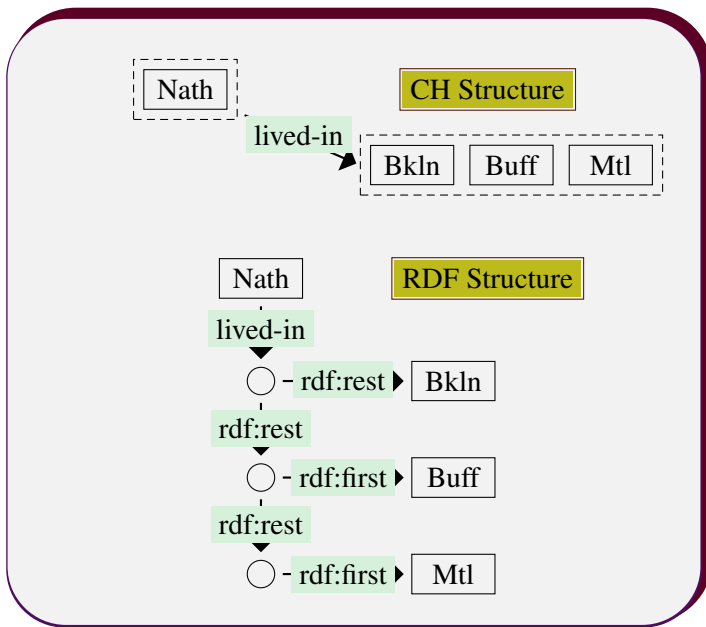 Nath
CH Structure
lived-in
Bkln Buff Mtl
Nath
RDF Structure
lived-in
rdf:rest
Bkln
rdf:rest
rdf:first
Buff
rdf:rest
rdf:first
Mtl